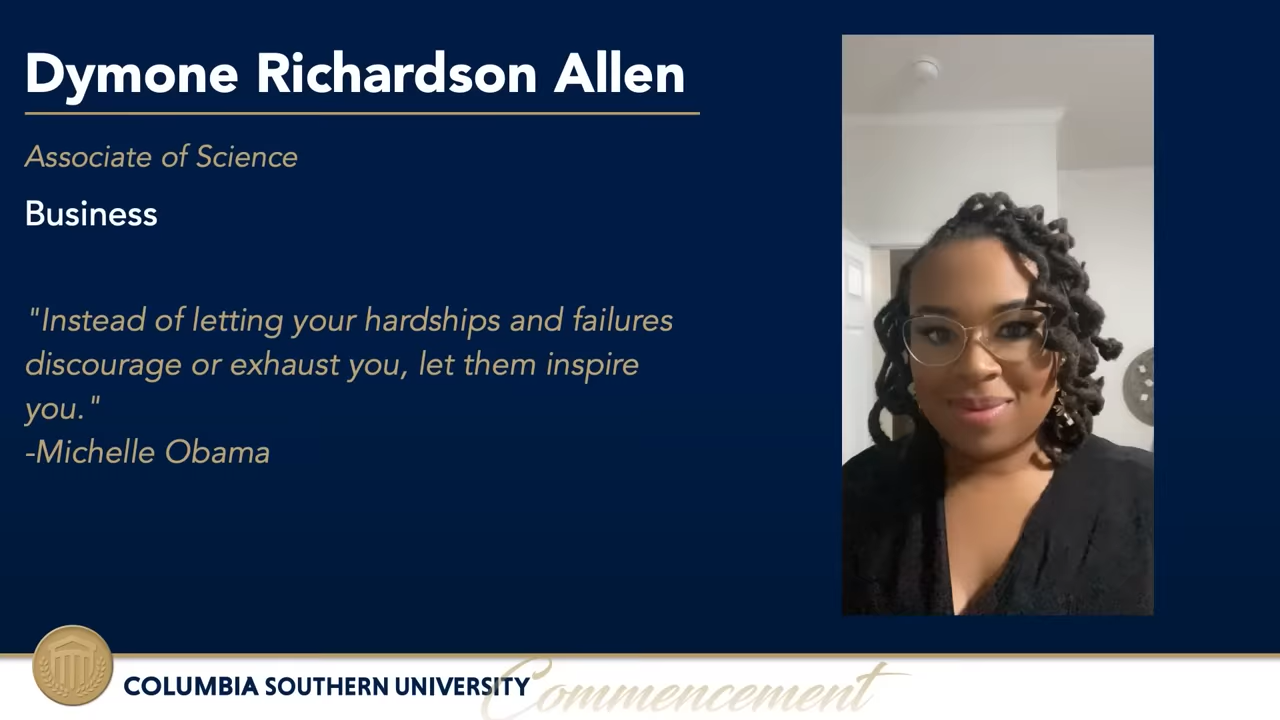 Dymone Richardson Allen
Associate of Science
Business
"Instead of letting your hardships and failures
discourage or exhaust you, let them inspire
you."
-Michelle Obama
COLUMBIA SOUTHERN UNIVERSITY
Commencement